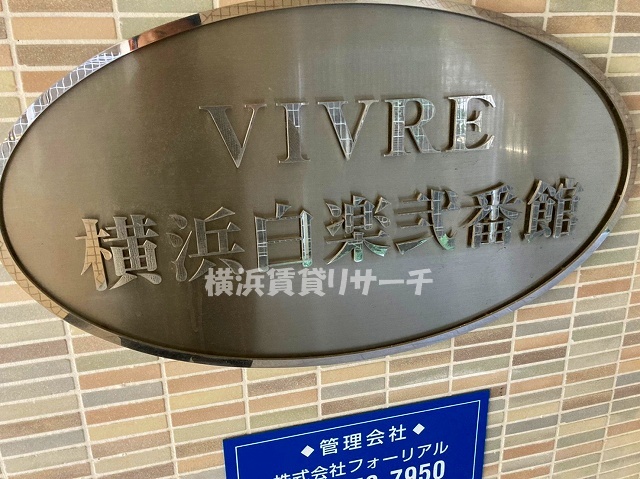 VIVRE
横浜白楽弐番館
横浜賃貸リサーチ
◆管理会社◆
株式会社フォーリアル
7950